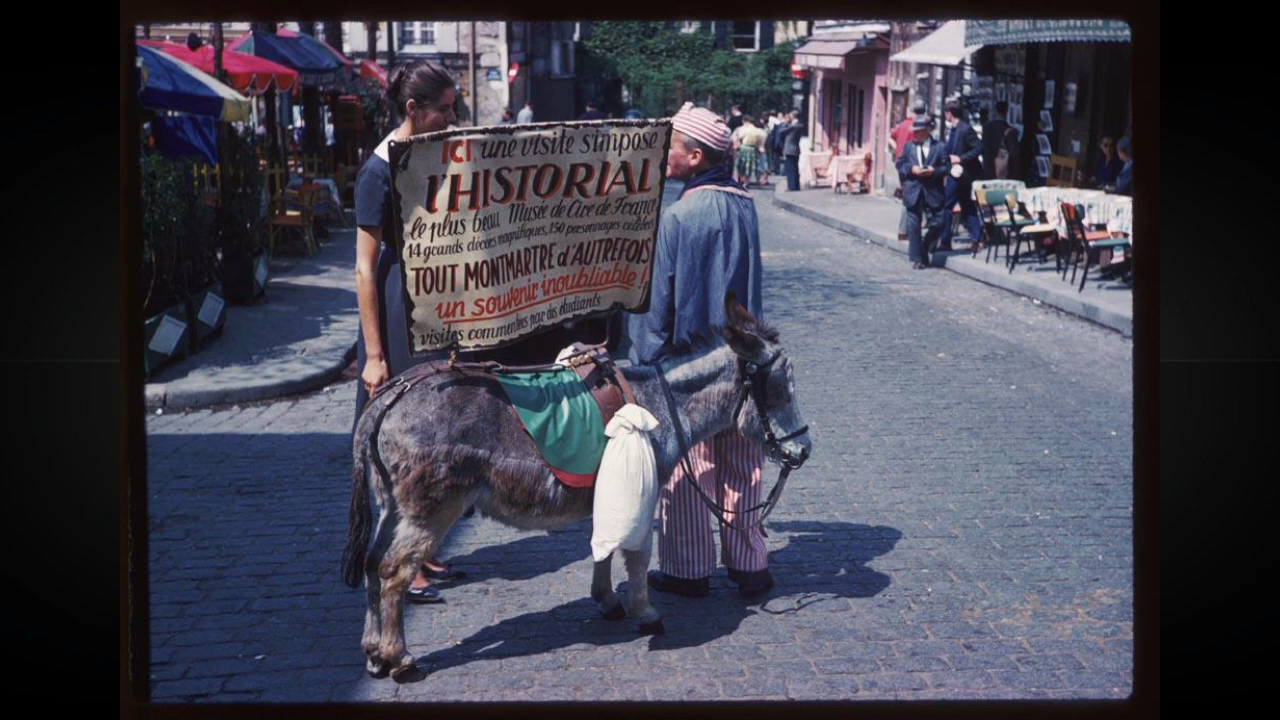 ICI une visite s'impose
l'HISTORIAL
le plus beau Musée de Cire de France
14 grands décors magnifiques, 150 personnages célèbres
TOUT MONTMARTRE d'AUTREFOIS
un souvenir inoubliable !
visites commentées par des étudiants